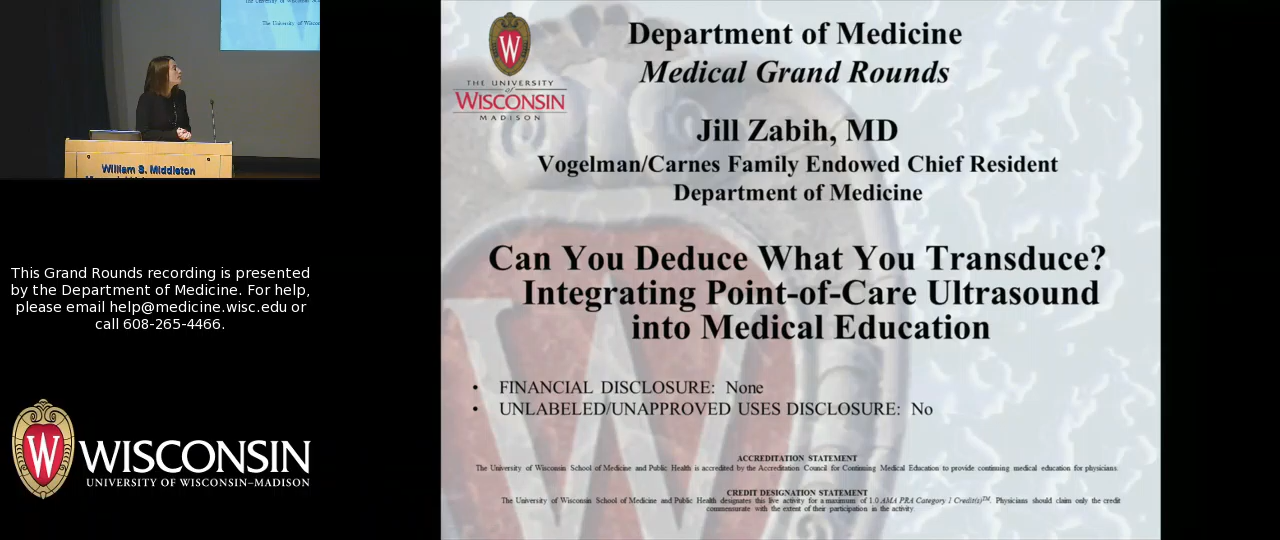 William S. Middleton
This Grand Rounds recording is presented
by the Department of Medicine. For help,
please email help@medicine.wisc.edu or
call 608-265-4466.
W
WISCONSIN
UNIVERSITY OF WISCONSIN–MADISON
W
THE UNIVERSITY
of
WISCONSIN
MADISON
Department of Medicine
Medical Grand Rounds
Jill Zabih, MD
Vogelman/Carnes Family Endowed Chief Resident
Department of Medicine
Can You Deduce What You Transduce?
Integrating Point-of-Care Ultrasound
into Medical Education
• FINANCIAL DISCLOSURE: None
• UNLABELED/UNAPPROVED USES DISCLOSURE: No
ACCREDITATION STATEMENT
The University of Wisconsin School of Medicine and Public Health is accredited by the Accreditation Council for Continuing Medical Education to provide continuing medical education for physicians.
CREDIT DESIGNATION STATEMENT
The University of Wisconsin School of Medicine and Public Health designates this live activity for a maximum of 1.0 AMA PRA Category 1 Credit(s)TM. Physicians should claim only the credit
commensurate with the extent of their participation in the activity.